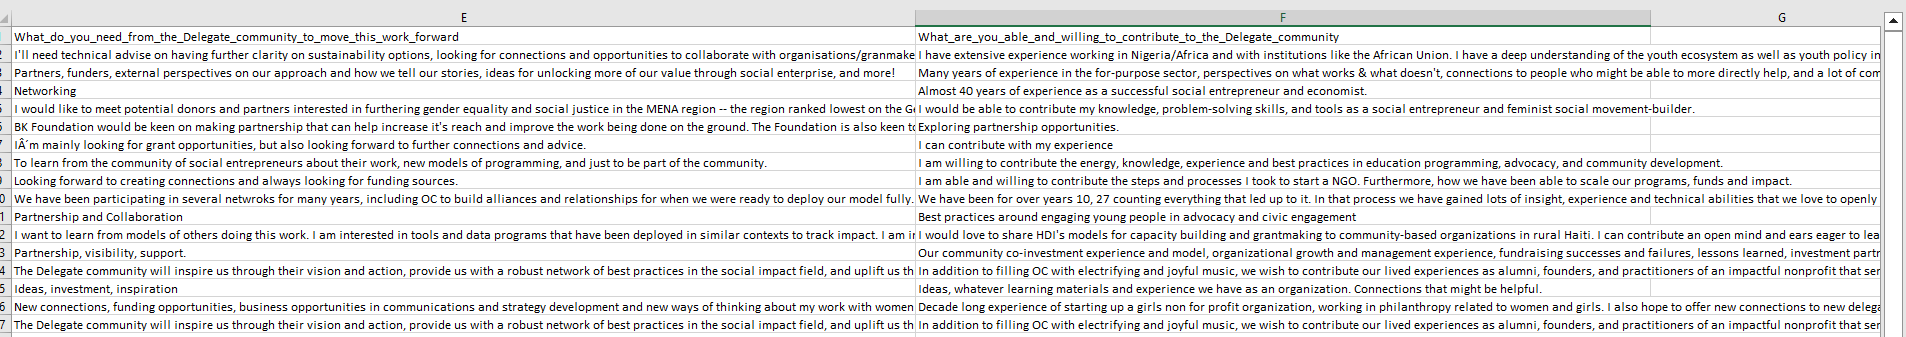 E F G
What_do_you_need_from_the_Delegate_community_to_move_this_work_forward What_are_you_able_and_willing_to_contribute_to_the_Delegate_community
2 I'll need technical advise on having further clarity on sustainability options, looking for connections and opportunities to collaborate with organisations/granmake I have extensive experience working in Nigeria/Africa and with institutions like the African Union. I have a deep understanding of the youth ecosystem as well as youth policy in
3 Partners, funders, external perspectives on our approach and how we tell our stories, ideas for unlocking more of our value through social enterprise, and more! Many years of experience in the for-purpose sector, perspectives on what works & what doesn't, connections to people who might be able to more directly help, and a lot of com
4 Networking Almost 40 years of experience as a successful social entrepreneur and economist.
5 I would like to meet potential donors and partners interested in furthering gender equality and social justice in the MENA region -- the region ranked lowest on the Ge I would be able to contribute my knowledge, problem-solving skills, and tools as a social entrepreneur and feminist social movement-builder.
6 BK Foundation would be keen on making partnership that can help increase it's reach and improve the work being done on the ground. The Foundation is also keen to Exploring partnership opportunities.
7 IÂ´m mainly looking for grant opportunities, but also looking forward to further connections and advice. I can contribute with my experience
8 To learn from the community of social entrepreneurs about their work, new models of programming, and just to be part of the community. I am willing to contribute the energy, knowledge, experience and best practices in education programming, advocacy, and community development.
9 Looking forward to creating connections and always looking for funding sources. I am able and willing to contribute the steps and processes I took to start a NGO. Furthermore, how we have been able to scale our programs, funds and impact.
0 We have been participating in several netwroks for many years, including OC to build alliances and relationships for when we were ready to deploy our model fully. We have been for over years 10, 27 counting everything that led up to it. In that process we have gained lots of insight, experience and technical abilities that we love to openly
1 Partnership and Collaboration Best practices around engaging young people in advocacy and civic engagement
2 I want to learn from models of others doing this work. I am interested in tools and data programs that have been deployed in similar contexts to track impact. I am in I would love to share HDI's models for capacity building and grantmaking to community-based organizations in rural Haiti. I can contribute an open mind and ears eager to lea
3 Partnership, visibility, support. Our community co-investment experience and model, organizational growth and management experience, fundraising successes and failures, lessons learned, investment partn
4 The Delegate community will inspire us through their vision and action, provide us with a robust network of best practices in the social impact field, and uplift us th In addition to filling OC with electrifying and joyful music, we wish to contribute our lived experiences as alumni, founders, and practitioners of an impactful nonprofit that ser
5 Ideas, investment, inspiration Ideas, whatever learning materials and experience we have as an organization. Connections that might be helpful.
6 New connections, funding opportunities, business opportunities in communications and strategy development and new ways of thinking about my work with women Decade long experience of starting up a girls non for profit organization, working in philanthropy related to women and girls. I also hope to offer new connections to new delega
7 The Delegate community will inspire us through their vision and action, provide us with a robust network of best practices in the social impact field, and uplift us th In addition to filling OC with electrifying and joyful music, we wish to contribute our lived experiences as alumni, founders, and practitioners of an impactful nonprofit that ser